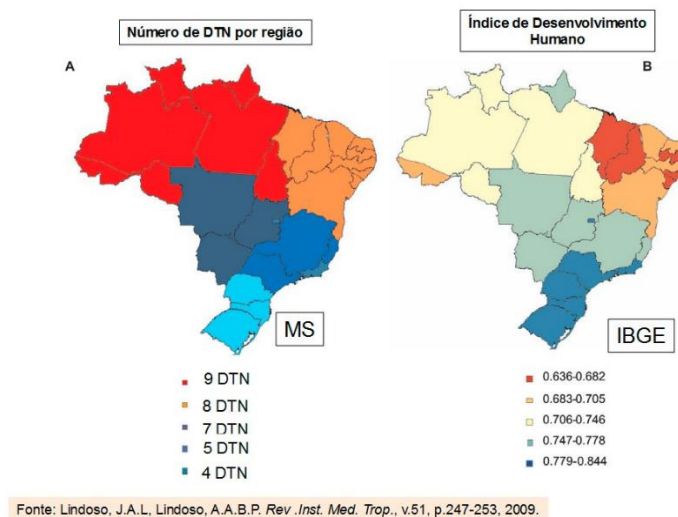 Número de DTN por região
Índice de Desenvolvimento
Humano
A
B
MS
IBGE
9 DTN
8 DTN
7 DTN
5 DTN
4 DTN
0.636-0.682
0.683-0.705
0.706-0.746
0.747-0.778
0.779-0.844
Fonte: Lindoso, J.A.L, Lindoso, A.A.B.P. Rev .Inst. Med. Trop., v.51, p.247-253, 2009.